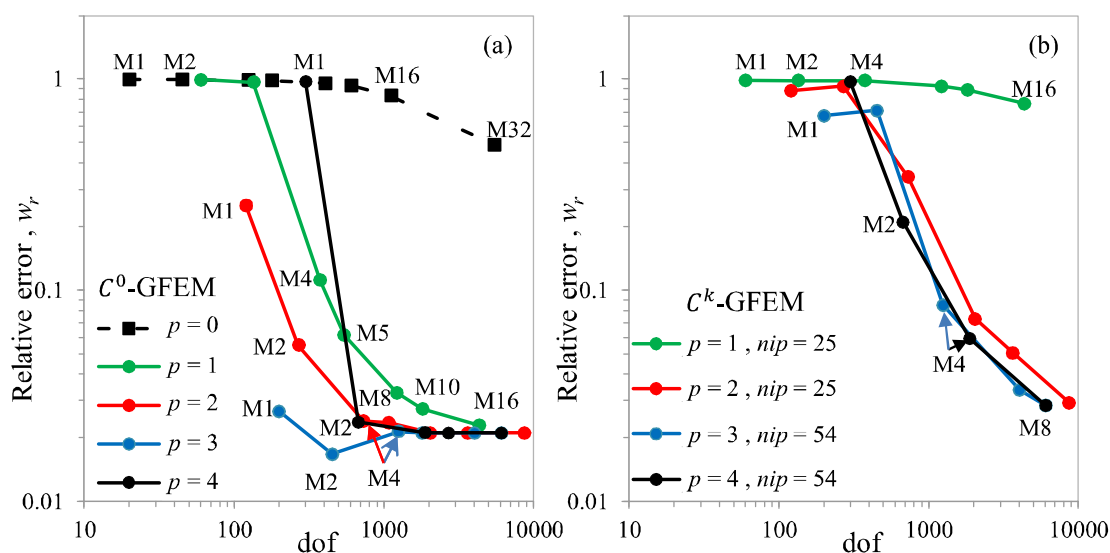 (a)
M1 M2 M1
M16
M32
M1
M4
M5
M2
M10
M8
M16
M1
M2
M4
M2
1
0.1
0.01
10 100 1000 10000
Relative error , wᵣ
dof
C⁰-GFEM
p = 0
p = 1
p = 2
p = 3
p = 4
(b)
M1 M2 M4
M16
M1
M2
M4
M8
1
0.1
0.01
10 100 1000 10000
Relative error , wᵣ
dof
Cᵏ-GFEM
p = 1 , nip = 25
p = 2 , nip = 25
p = 3 , nip = 54
p = 4 , nip = 54